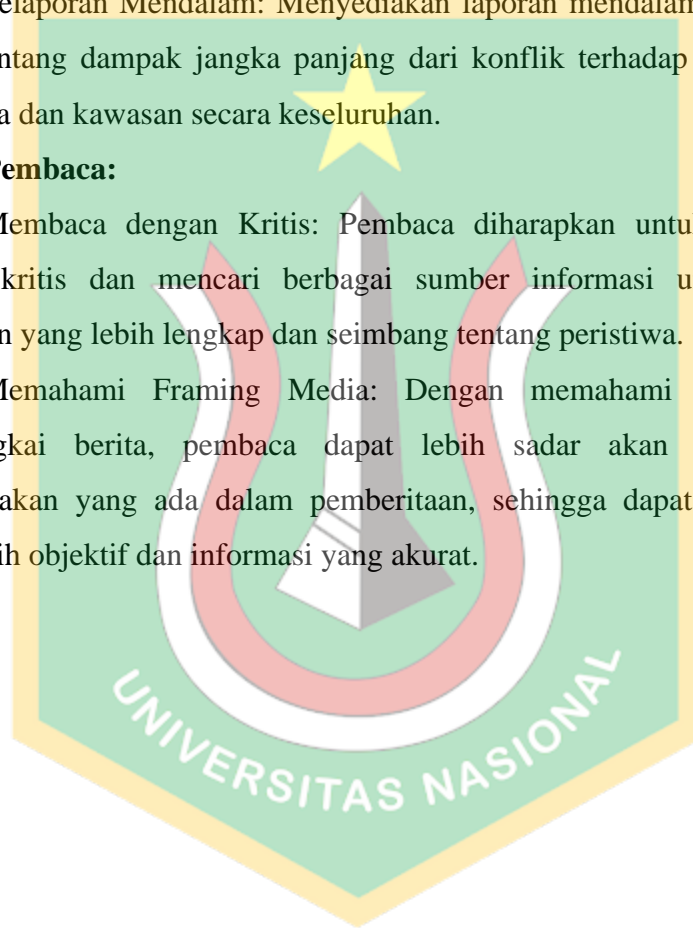 elaporan Mendalam: Menyediakan laporan mendalam
ntang dampak jangka panjang dari konflik terhadap
a dan kawasan secara keseluruhan.
Pembaca:
Membaca dengan Kritis: Pembaca diharapkan untu
kritis dan mencari berbagai sumber informasi u
n yang lebih lengkap dan seimbang tentang peristiwa.
Memahami Framing Media: Dengan memahami
gkai berita, pembaca dapat lebih sadar akan
akan yang ada dalam pemberitaan, sehingga dapat
ih objektif dan informasi yang akurat.
UNIVERSITAS NASIONAL